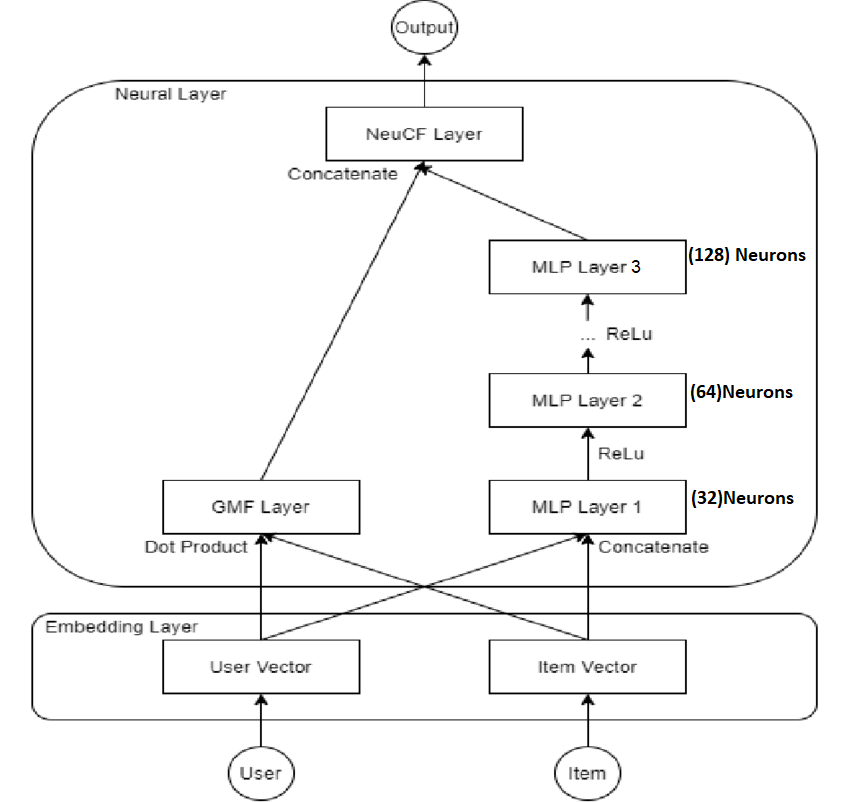 Output
Neural Layer
NeuCF Layer
Concatenate
MLP Layer 3
(128) Neurons
... ReLu
MLP Layer 2
(64)Neurons
ReLu
GMF Layer
MLP Layer 1
(32)Neurons
Dot Product
Concatenate
Embedding Layer
User Vector
Item Vector
User
Item